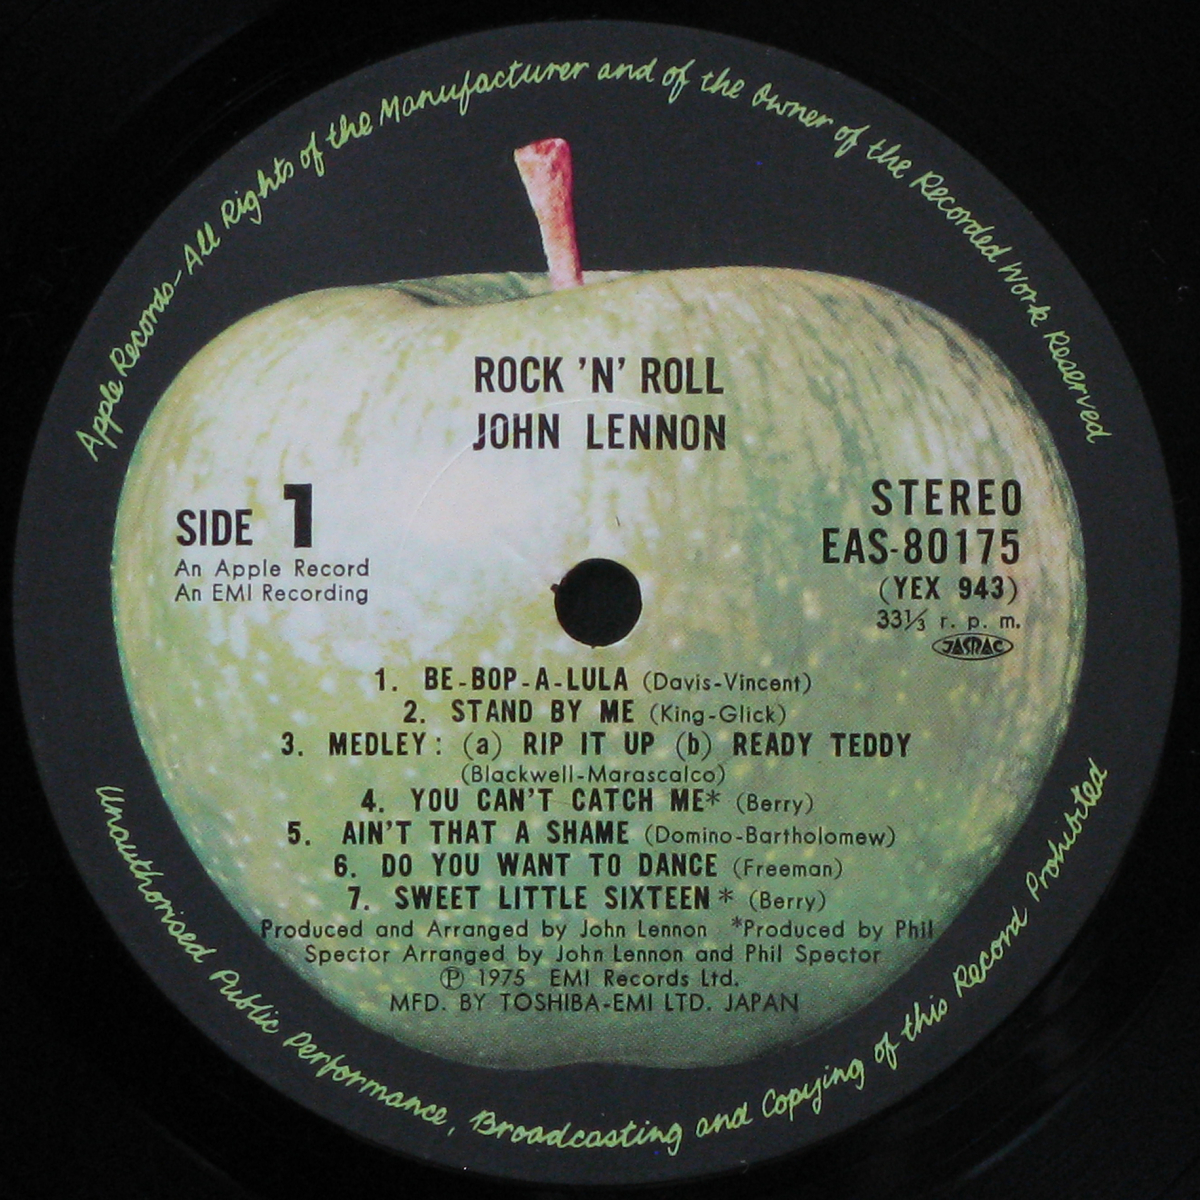 Apple Records-All Rights of the Manufacturer and of the Owner of the Recorded Work Reserved
ROCK 'N' ROLL
JOHN LENNON
SIDE 1
An Apple Record
An EMI Recording
STEREO
EAS-80175
(YEX 943)
33⅓ r. p. m.
JASRAC
1. BE-BOP-A-LULA (Davis-Vincent)
2. STAND BY ME (King-Glick)
3. MEDLEY: (a) RIP IT UP (b) READY TEDDY
(Blackwell-Marascalco)
4. YOU CAN'T CATCH ME* (Berry)
5. AIN'T THAT A SHAME (Domino-Bartholomew)
6. DO YOU WANT TO DANCE (Freeman)
7. SWEET LITTLE SIXTEEN* (Berry)
Produced and Arranged by John Lennon *Produced by Phil
Spector Arranged by John Lennon and Phil Spector
℗ 1975 EMI Records Ltd.
MFD. BY TOSHIBA-EMI LTD. JAPAN
Unauthorised Public Performance, Broadcasting and Copying of this Record Prohibited